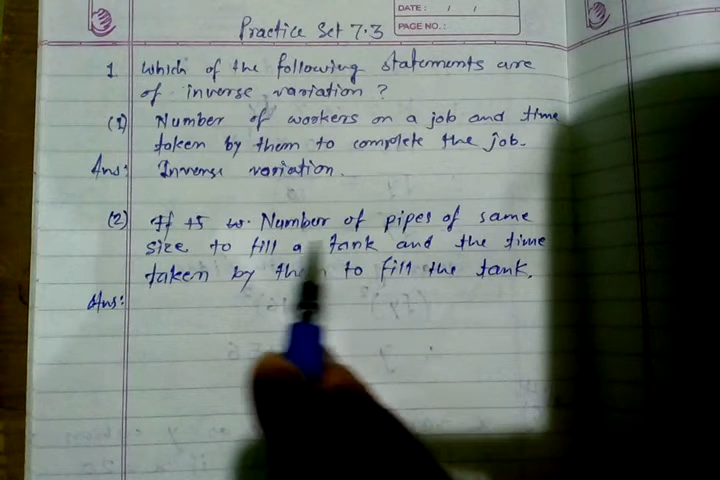 DATE: / /
PAGE NO.:
Practice Set 7.3
1. Which of the following statements are
of inverse variation ?
(1) Number of workers on a job and time
taken by them to complete the job.
Ans: Inverse variation.
(2) Number of pipes of same
size to fill a tank and the time
taken by them to fill the tank.
Ans: